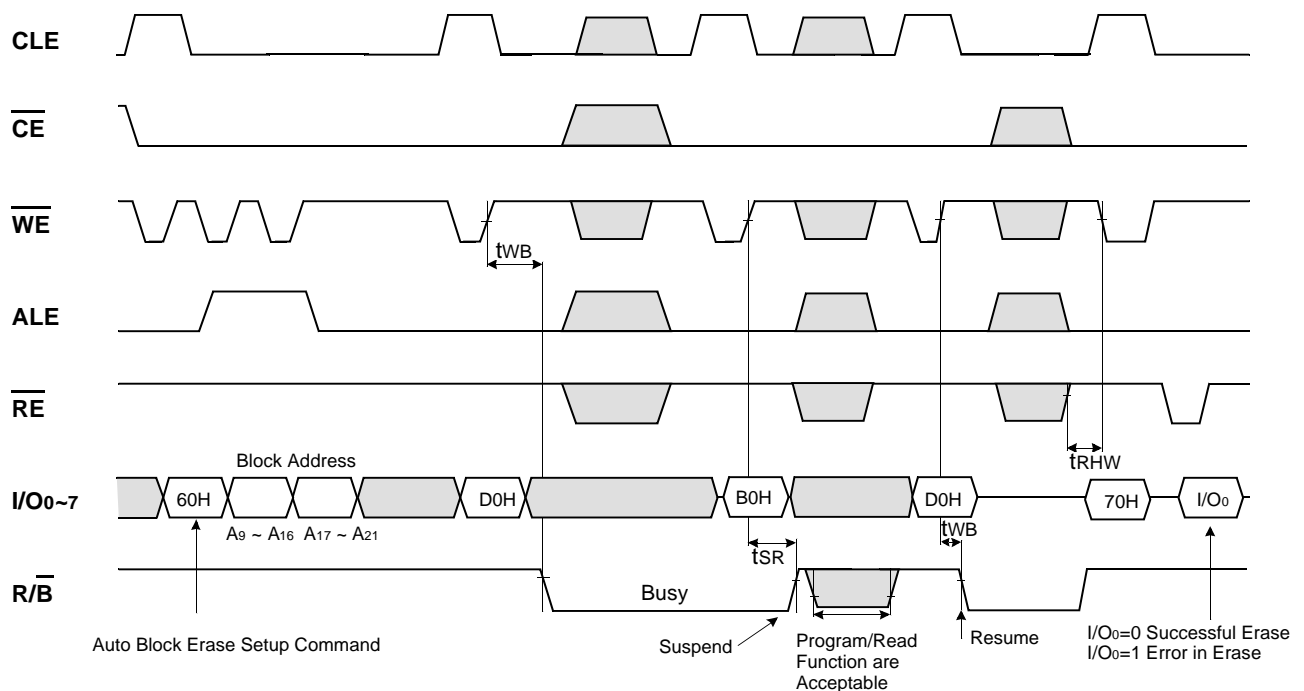 CLE
CE
WE
tWB
ALE
RE
tRHW
Block Address
I/O0~7
60H
D0H
B0H
D0H
70H
I/O0
A9 ~ A16 A17 ~ A21
tSR
tWB
R/B
Busy
Auto Block Erase Setup Command
Suspend
Program/Read
Function are
Acceptable
Resume
I/O0=0 Successful Erase
I/O0=1 Error in Erase